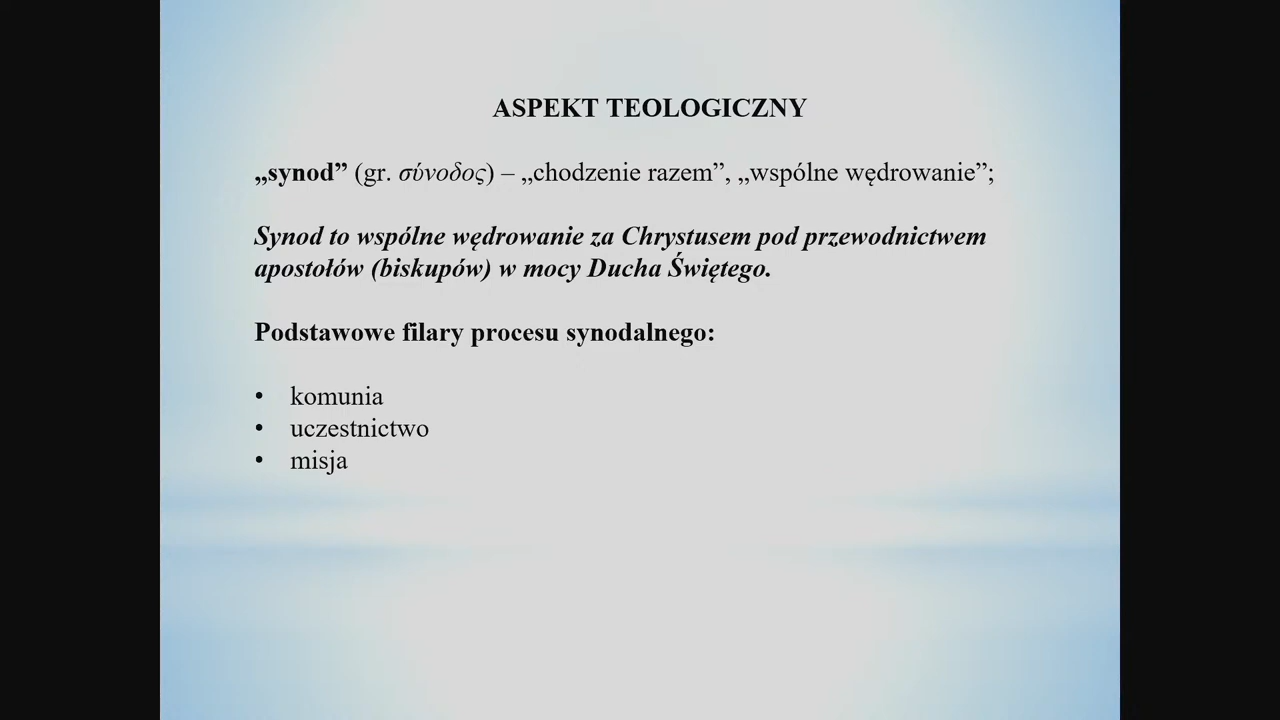 ASPEKT TEOLOGICZNY
„synod” (gr. σύνοδος) – „chodzenie razem”, „wspólne wędrowanie”;
Synod to wspólne wędrowanie za Chrystusem pod przewodnictwem
apostołów (biskupów) w mocy Ducha Świętego.
Podstawowe filary procesu synodalnego:
• komunia
• uczestnictwo
• misja